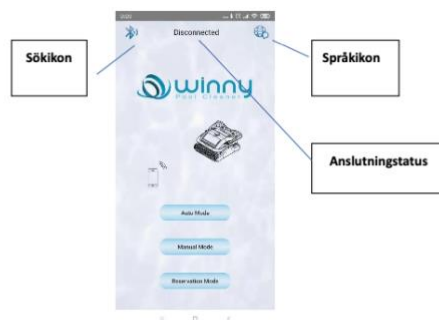 Disconnected
Sökikon
Språkikon
winny
Pool Cleaner
Anslutningstatus
Auto Mode
Manual Mode
Reservation Mode